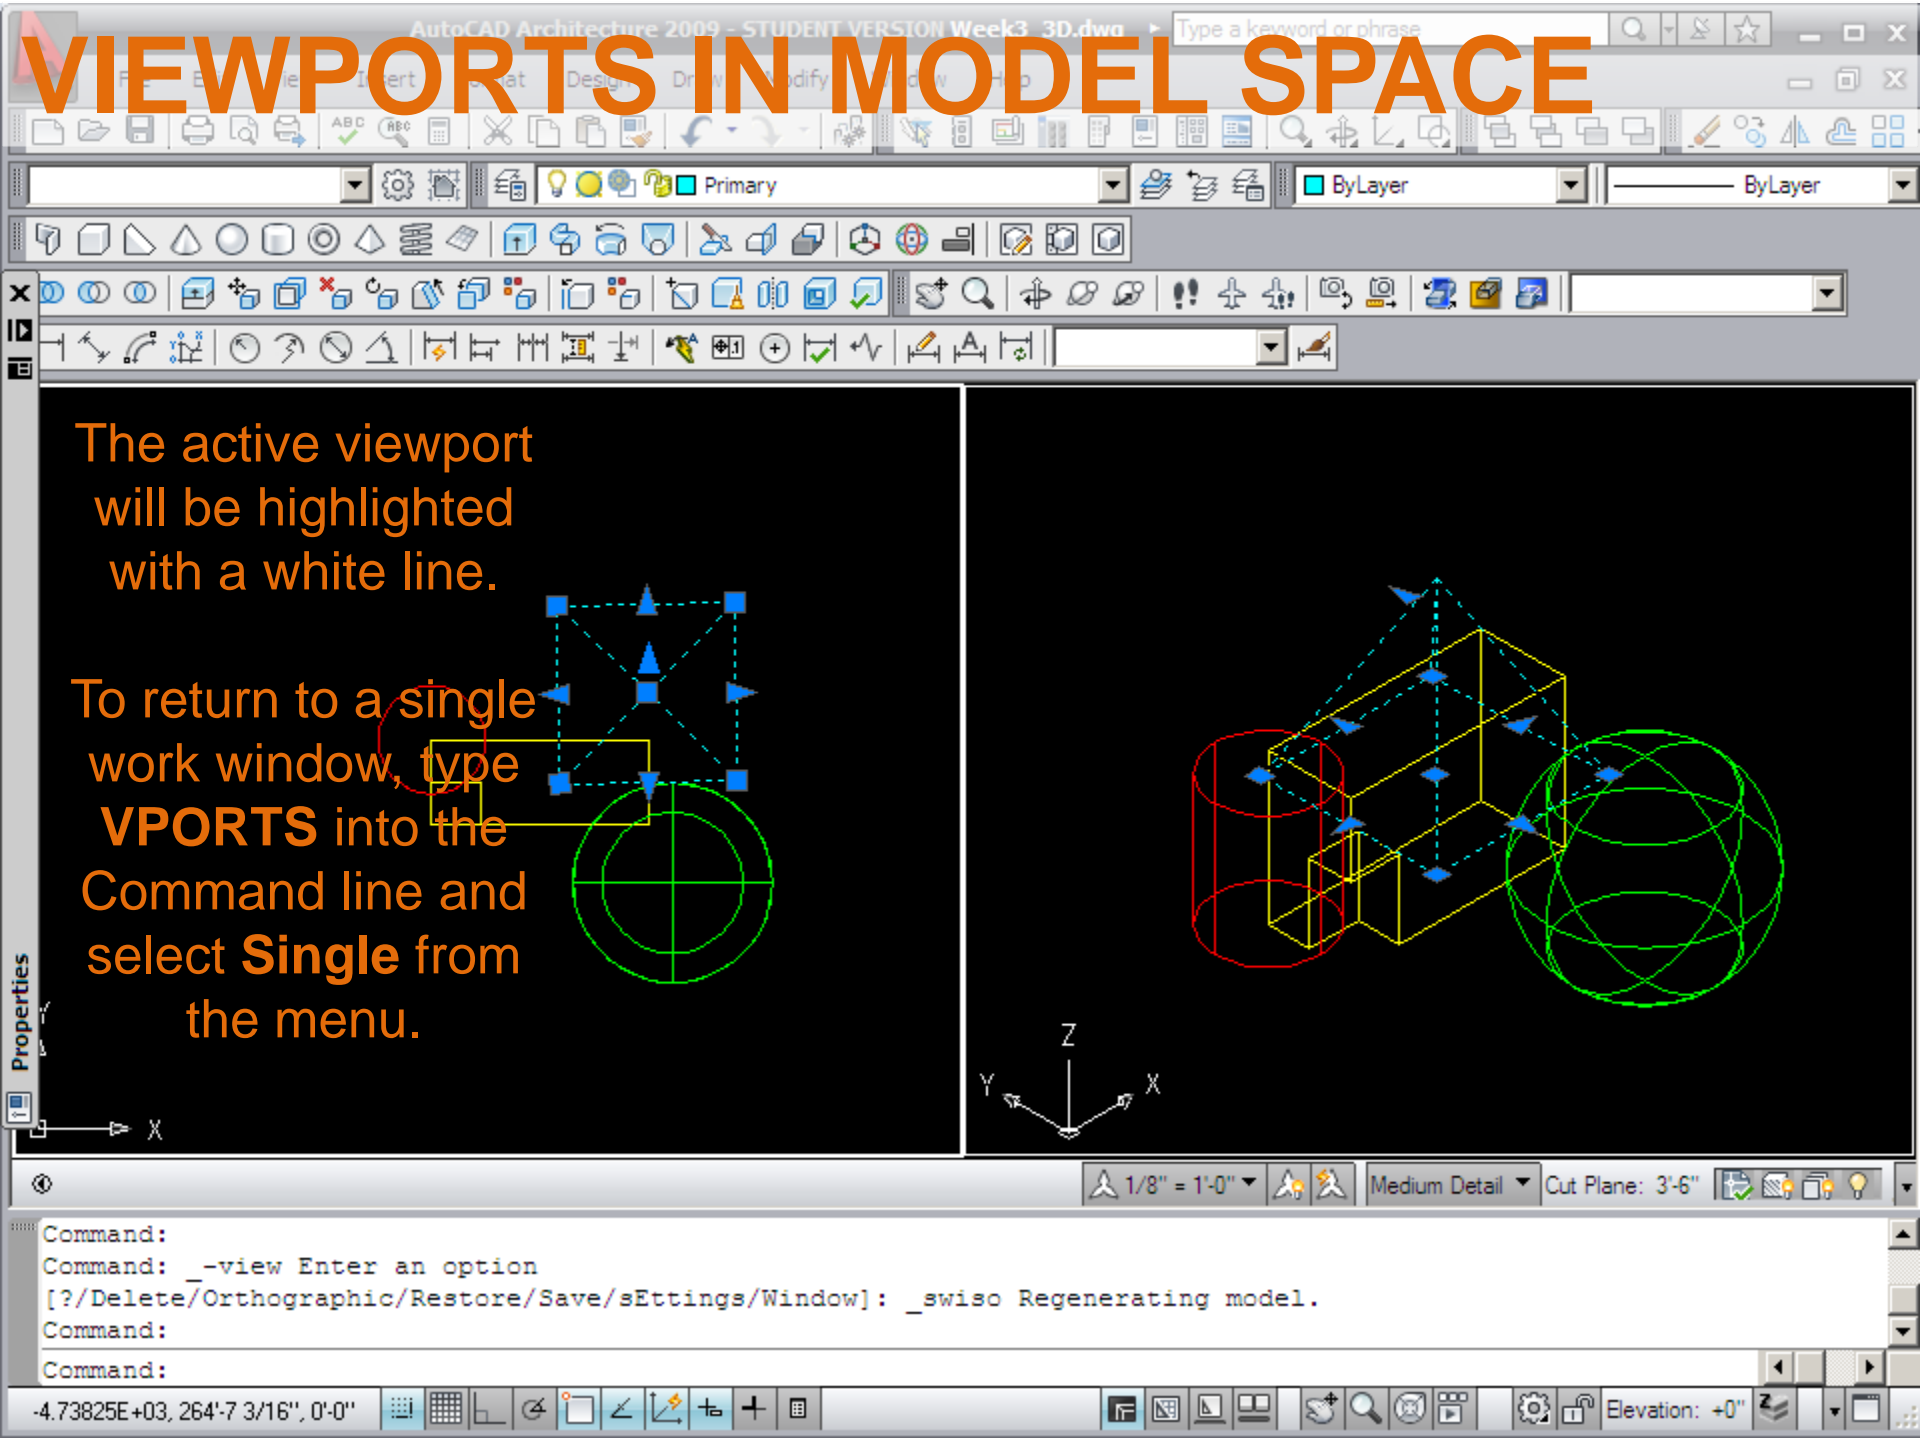 AutoCAD Architecture 2009 - STUDENT VERSION Week3_3D.dwg
Type a keyword or phrase
VIEWPORTS IN MODEL SPACE
Primary
ByLayer
ByLayer
The active viewport
will be highlighted
with a white line.
To return to a single
work window, type
VPORTS into the
Command line and
select Single from
the menu.
Properties
X
Z
Y
X
1/8" = 1'-0"
Medium Detail
Cut Plane: 3'-6"
Command:
Command: _-view Enter an option
[?/Delete/Orthographic/Restore/Save/sEttings/Window]: _swiso Regenerating model.
Command:
Command:
-4.73825E+03, 264'-7 3/16", 0'-0"
Elevation: +0"